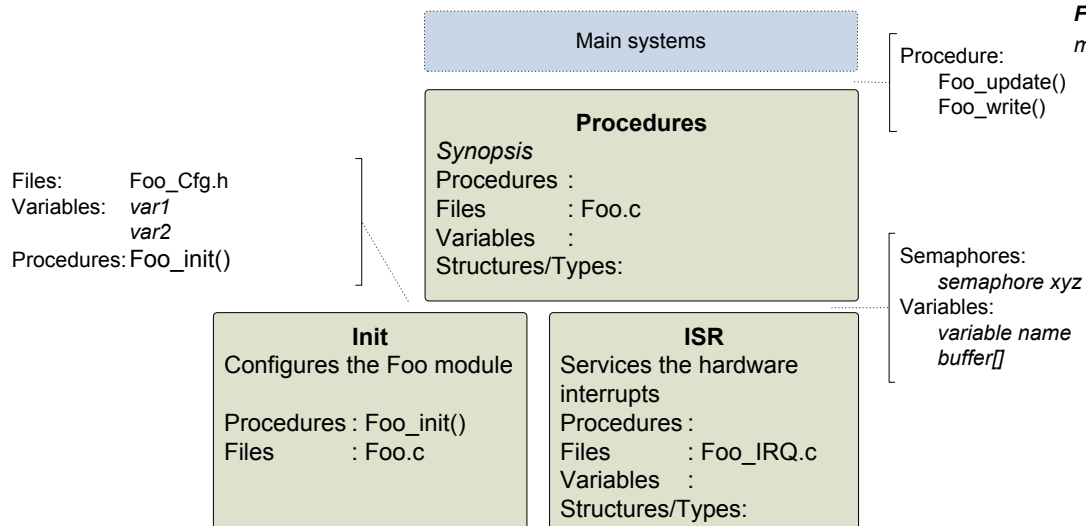 Main systems
F
m
Procedure:
Foo_update()
Foo_write()
Procedures
Synopsis
Procedures :
Files : Foo.c
Variables :
Structures/Types:
Files: Foo_Cfg.h
Variables: var1
var2
Procedures: Foo_init()
Semaphores:
semaphore xyz
Variables:
variable name
buffer[]
Init
Configures the Foo module
Procedures : Foo_init()
Files : Foo.c
ISR
Services the hardware
interrupts
Procedures :
Files : Foo_IRQ.c
Variables :
Structures/Types: